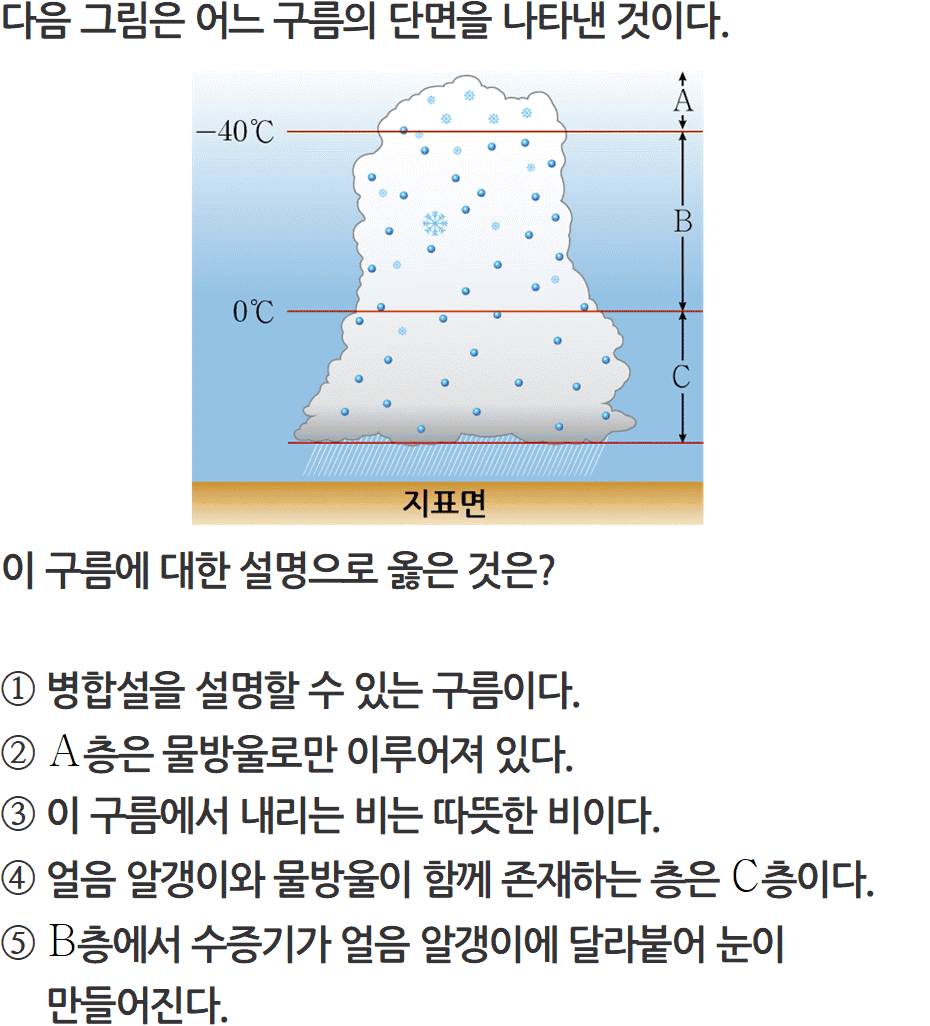 다음 그림은 어느 구름의 단면을 나타낸 것이다.
A
−40℃
B
0℃
C
지표면
이 구름에 대한 설명으로 옳은 것은?
① 병합설을 설명할 수 있는 구름이다.
② A층은 물방울로만 이루어져 있다.
③ 이 구름에서 내리는 비는 따뜻한 비이다.
④ 얼음 알갱이와 물방울이 함께 존재하는 층은 C층이다.
⑤ B층에서 수증기가 얼음 알갱이에 달라붙어 눈이
만들어진다.